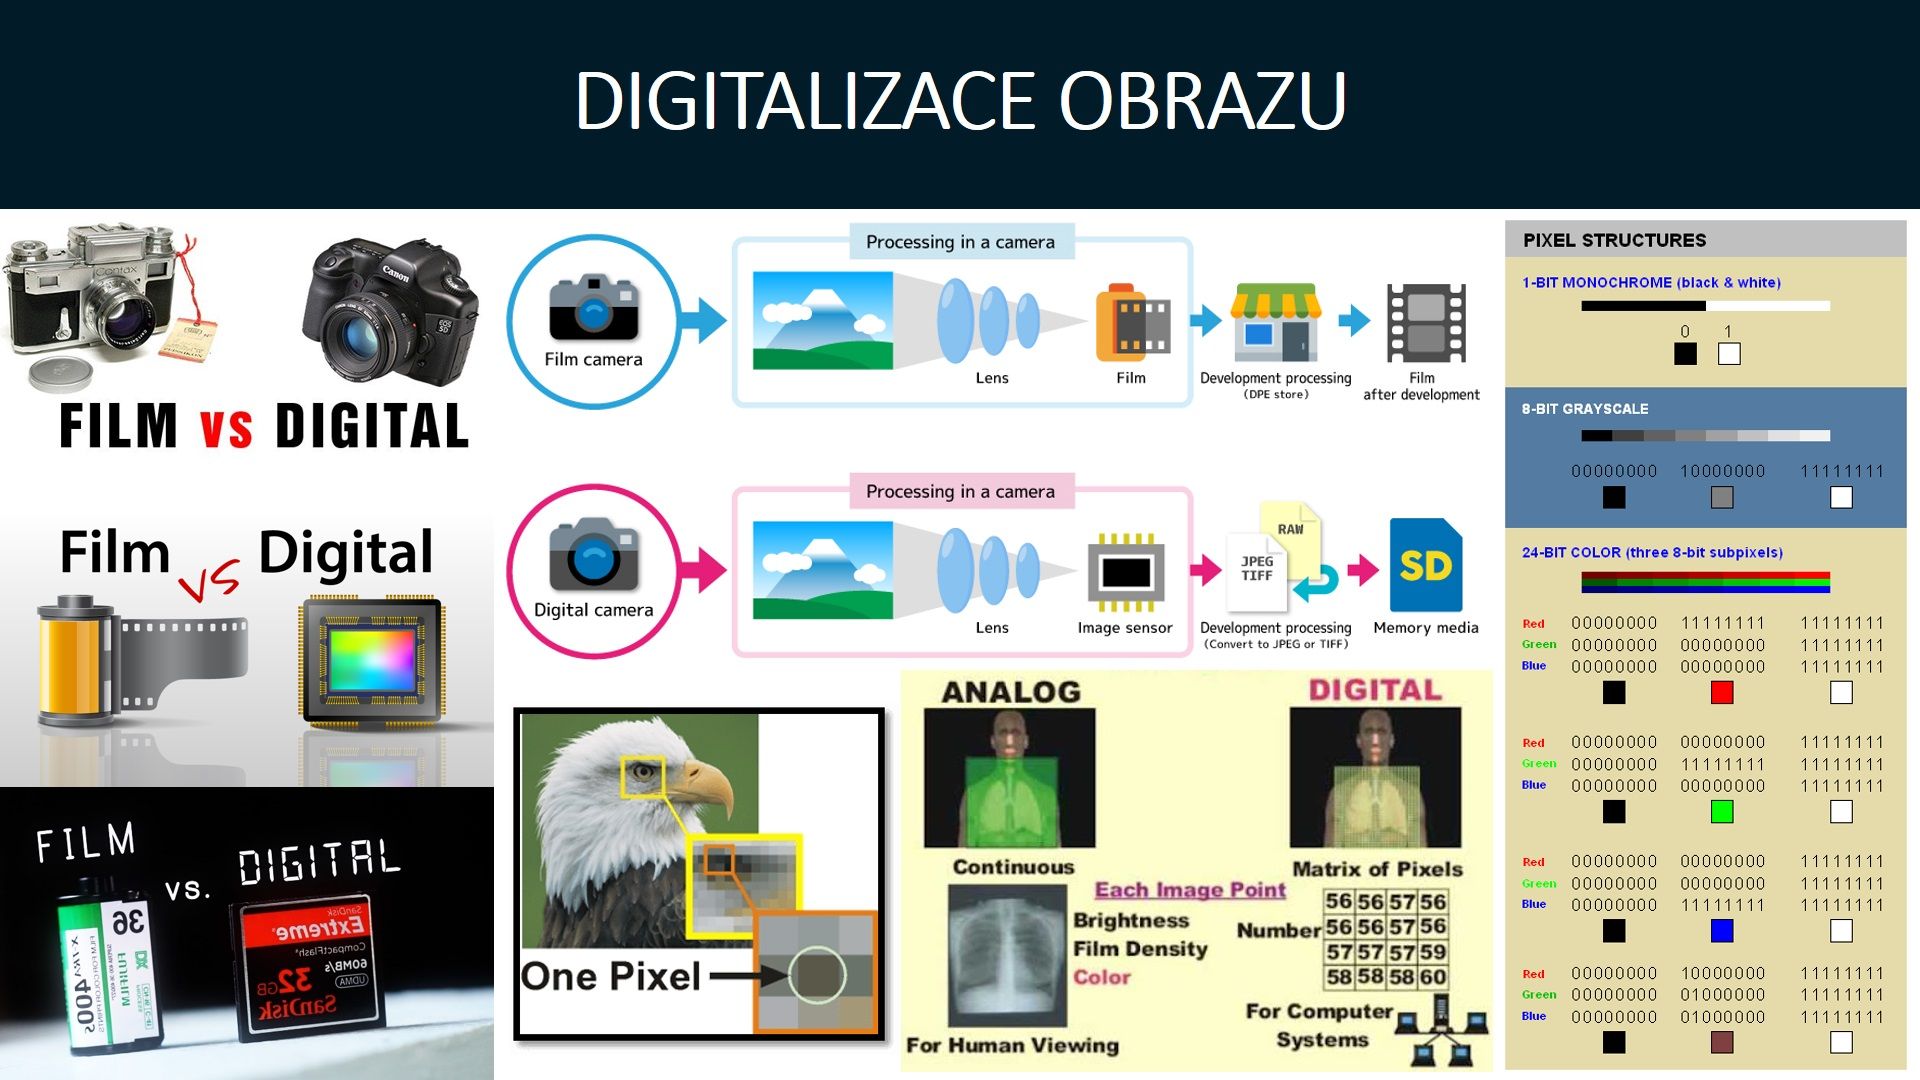 DIGITALIZACE OBRAZU
Contax
Canon
EOS
5D
FILM vs DIGITAL
Film vs Digital
FILM
vs.
DIGITAL
36
DX
FUJIFILM
X-TRA400s
SanDisk
Extreme
CompactFlash
60MB/s
UDMA
32GB
SanDisk
Processing in a camera
Film camera
Lens
Film
Development processing
(DPE store)
Film
after development
Processing in a camera
Digital camera
Lens
Image sensor
RAW
JPEG
TIFF
Development processing
(Convert to JPEG or TIFF)
SD
Memory media
One Pixel
ANALOG
DIGITAL
Continuous
Matrix of Pixels
Each Image Point
Brightness
Film Density
Color
Number
56 56 57 56
56 56 57 56
57 57 57 59
58 58 58 60
For Human Viewing
For Computer
Systems
PIXEL STRUCTURES
1-BIT MONOCHROME (black & white)
0 1
8-BIT GRAYSCALE
00000000 10000000 11111111
24-BIT COLOR (three 8-bit subpixels)
Red 00000000 11111111 11111111
Green 00000000 00000000 11111111
Blue 00000000 00000000 11111111
Red 00000000 00000000 11111111
Green 00000000 11111111 11111111
Blue 00000000 00000000 11111111
Red 00000000 00000000 11111111
Green 00000000 00000000 11111111
Blue 00000000 11111111 11111111
Red 00000000 10000000 11111111
Green 00000000 01000000 11111111
Blue 00000000 01000000 11111111